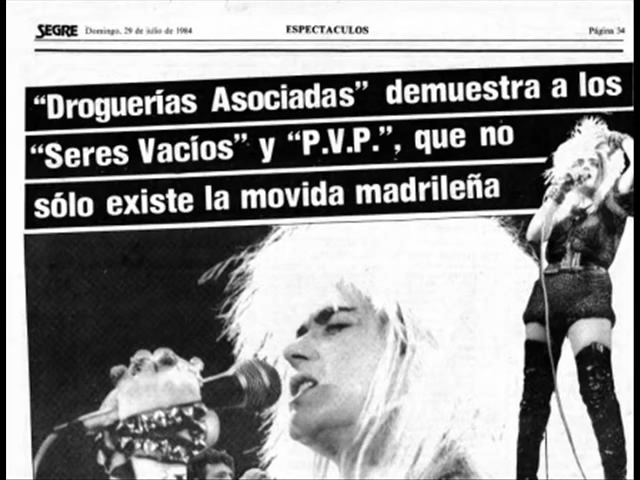 SEGRE Domingo, 29 de julio de 1984 ESPECTACULOS Página 34
“Droguerías Asociadas” demuestra a los
“Seres Vacíos” y “P.V.P.”, que no
sólo existe la movida madrileña